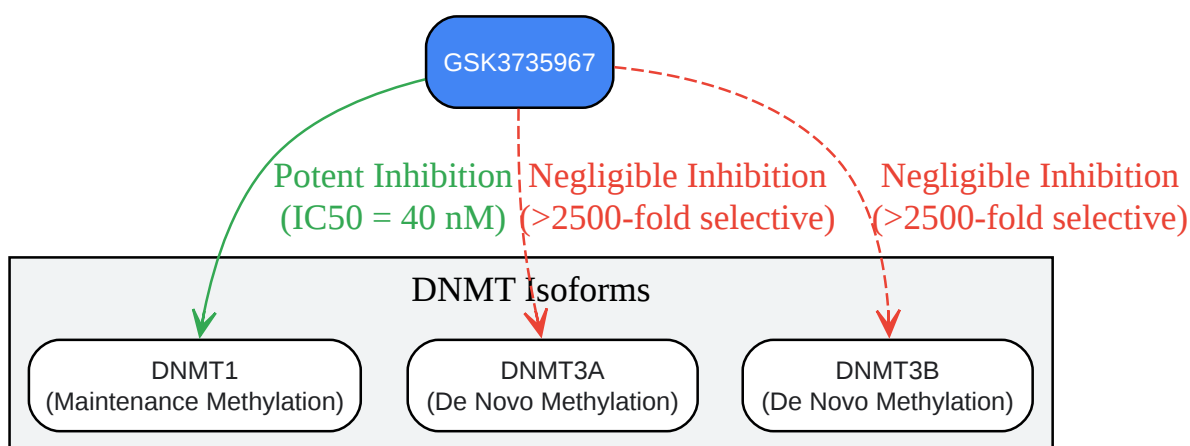 GSK3735967
Potent Inhibition
(IC50 = 40 nM)
Negligible Inhibition
(>2500-fold selective)
Negligible Inhibition
(>2500-fold selective)
DNMT Isoforms
DNMT1
(Maintenance Methylation)
DNMT3A
(De Novo Methylation)
DNMT3B
(De Novo Methylation)